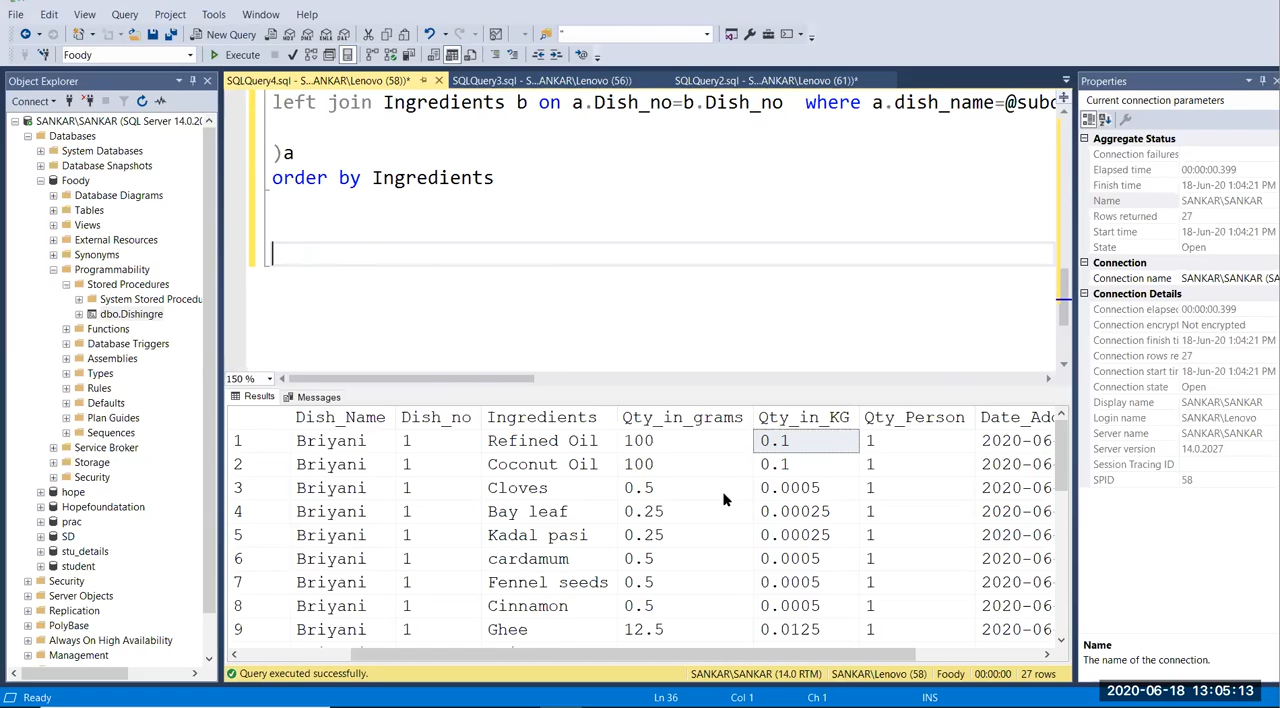 File Edit View Query Project Tools Window Help
New Query
Foody Execute
Object Explorer
Connect
SANKAR\SANKAR (SQL Server 14.0.20
Databases
System Databases
Database Snapshots
Foody
Database Diagrams
Tables
Views
External Resources
Synonyms
Programmability
Stored Procedures
System Stored Procedu
dbo.Dishingre
Functions
Database Triggers
Assemblies
Types
Rules
Defaults
Plan Guides
Sequences
Service Broker
Storage
Security
hope
Hopefoundation
prac
SD
stu_details
student
Security
Server Objects
Replication
PolyBase
Always On High Availability
Management
SQLQuery4.sql - S...ANKAR\Lenovo (58))* SQLQuery3.sql - S...ANKAR\Lenovo (56)) SQLQuery2.sql - S...ANKAR\Lenovo (61))*
left join Ingredients b on a.Dish_no=b.Dish_no where a.dish_name=@subd
)a
order by Ingredients
150 %
Results Messages
Dish_Name Dish_no Ingredients Qty_in_grams Qty_in_KG Qty_Person Date_Add
1 Briyani 1 Refined Oil 100 0.1 1 2020-06-
2 Briyani 1 Coconut Oil 100 0.1 1 2020-06-
3 Briyani 1 Cloves 0.5 0.0005 1 2020-06-
4 Briyani 1 Bay leaf 0.25 0.00025 1 2020-06-
5 Briyani 1 Kadal pasi 0.25 0.00025 1 2020-06-
6 Briyani 1 cardamum 0.5 0.0005 1 2020-06-
7 Briyani 1 Fennel seeds 0.5 0.0005 1 2020-06-
8 Briyani 1 Cinnamon 0.5 0.0005 1 2020-06-
9 Briyani 1 Ghee 12.5 0.0125 1 2020-06-
Query executed successfully. SANKAR\SANKAR (14.0 RTM) SANKAR\Lenovo (58) Foody 00:00:00 27 rows
Properties
Current connection parameters
Aggregate Status
Connection failures
Elapsed time 00:00:00.399
Finish time 18-Jun-20 1:04:21 PM
Name SANKAR\SANKAR
Rows returned 27
Start time 18-Jun-20 1:04:21 PM
State Open
Connection
Connection name SANKAR\SANKAR (SA
Connection Details
Connection elapse 00:00:00.399
Connection encryp Not encrypted
Connection finish ti 18-Jun-20 1:04:21 PM
Connection rows re 27
Connection start tir 18-Jun-20 1:04:21 PM
Connection state Open
Display name SANKAR\SANKAR
Login name SANKAR\Lenovo
Server name SANKAR\SANKAR
Server version 14.0.2027
Session Tracing ID
SPID 58
Name
The name of the connection.
Ready Ln 36 Col 1 Ch 1 INS
2020-06-18 13:05:13